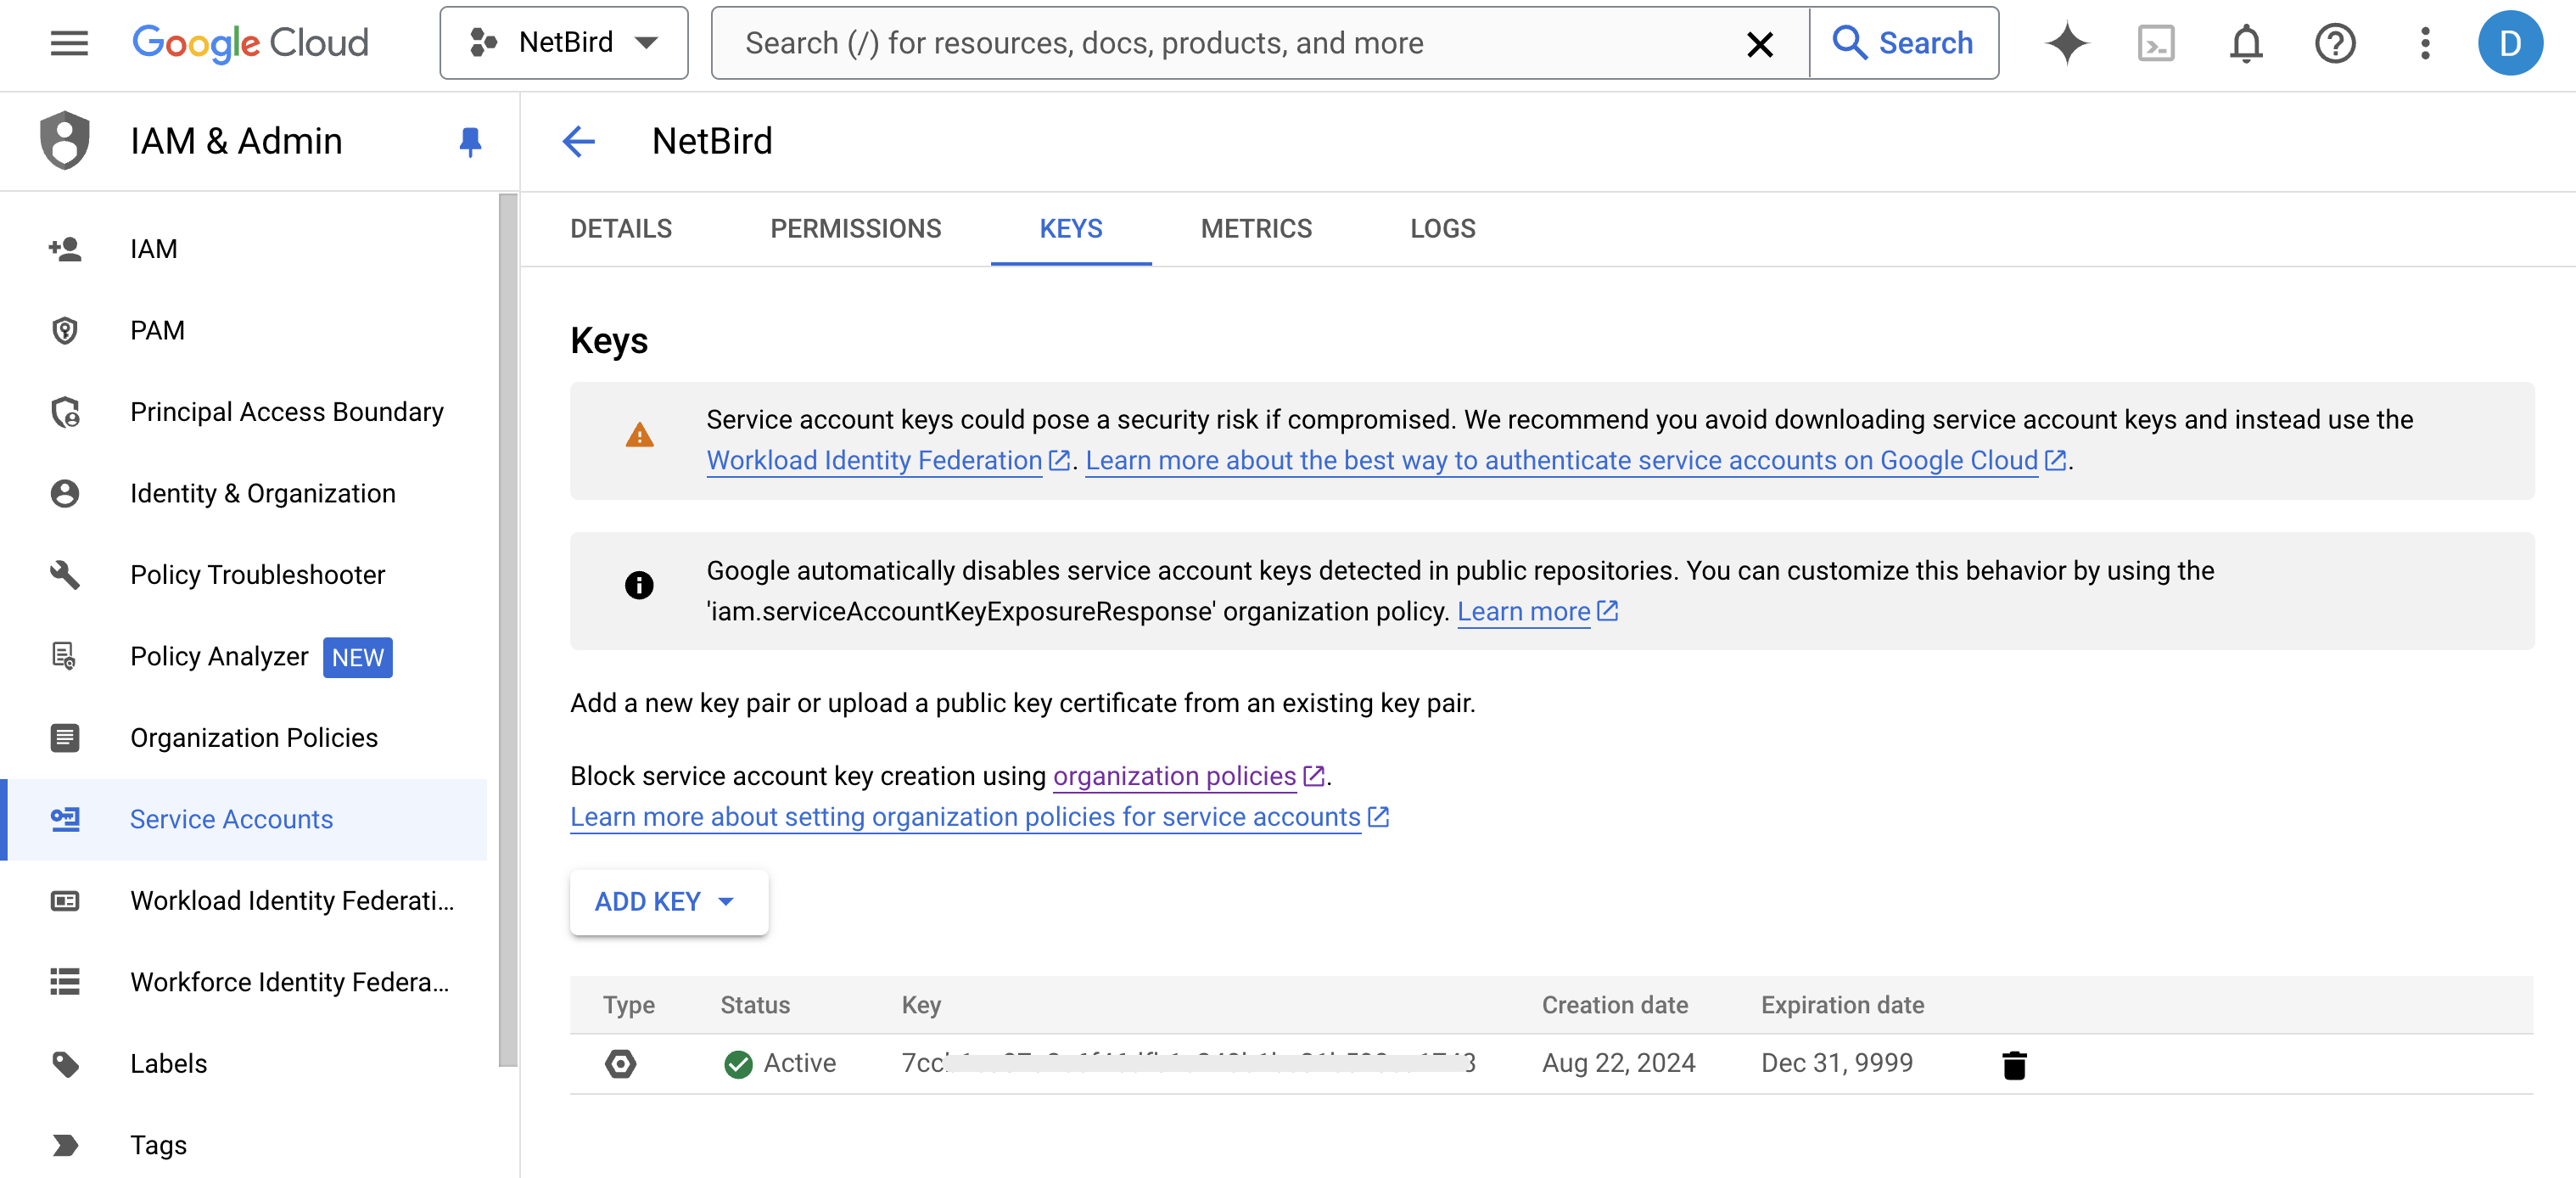 Google Cloud
NetBird
Search (/) for resources, docs, products, and more
Search
D
IAM & Admin
NetBird
DETAILS PERMISSIONS KEYS METRICS LOGS
IAM
PAM
Principal Access Boundary
Identity & Organization
Policy Troubleshooter
Policy Analyzer NEW
Organization Policies
Service Accounts
Workload Identity Federati...
Workforce Identity Federa...
Labels
Tags
Keys
Service account keys could pose a security risk if compromised. We recommend you avoid downloading service account keys and instead use the
Workload Identity Federation. Learn more about the best way to authenticate service accounts on Google Cloud.
Google automatically disables service account keys detected in public repositories. You can customize this behavior by using the
'iam.serviceAccountKeyExposureResponse' organization policy. Learn more
Add a new key pair or upload a public key certificate from an existing key pair.
Block service account key creation using organization policies.
Learn more about setting organization policies for service accounts
ADD KEY
Type Status Key Creation date Expiration date
Active Aug 22, 2024 Dec 31, 9999